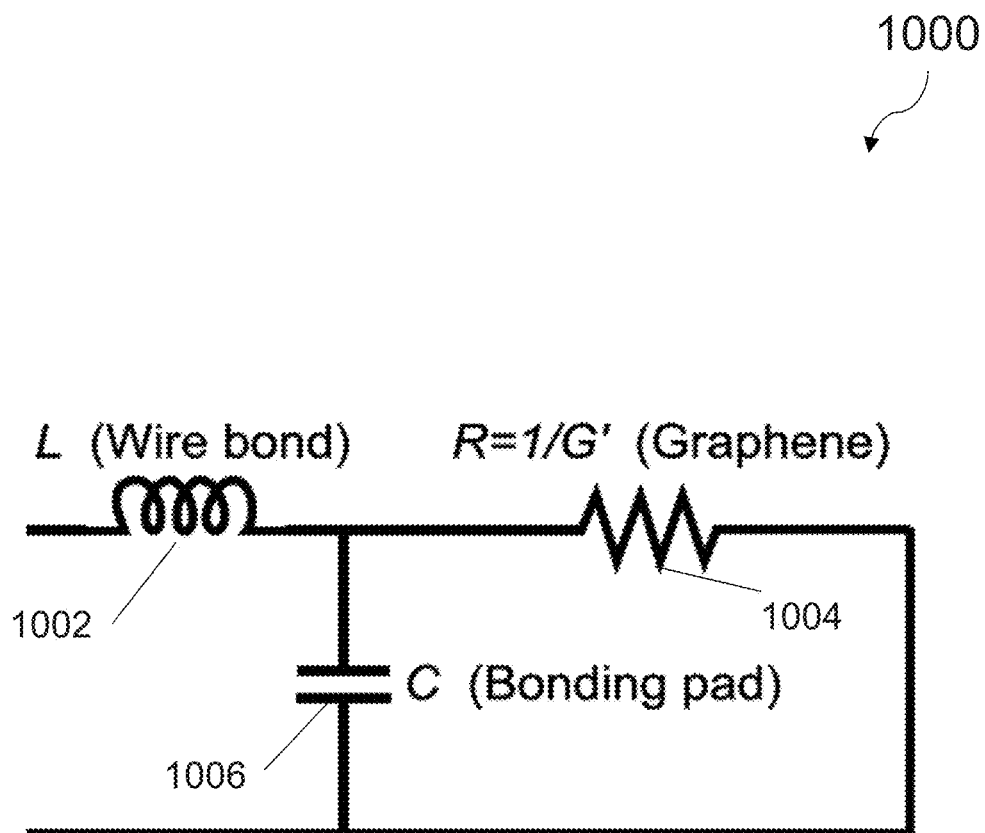 1000
L (Wire bond)
R=1/G' (Graphene)
1002
1004
C (Bonding pad)
1006